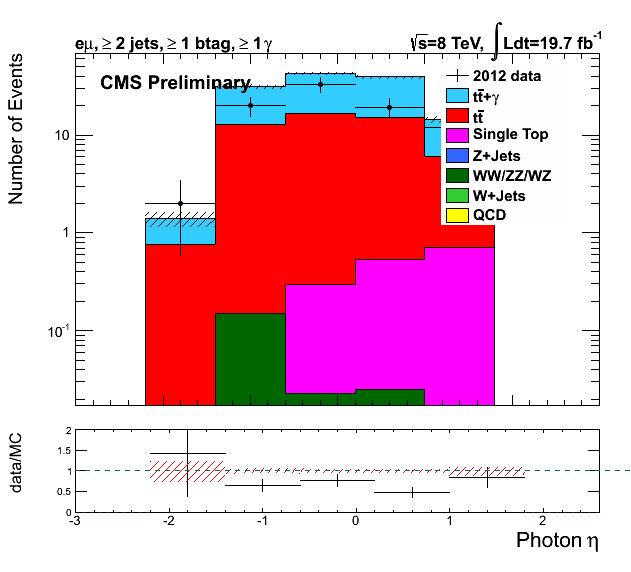 eμ, ≥ 2 jets, ≥ 1 btag, ≥ 1 γ
√s=8 TeV, ∫ Ldt=19.7 fb⁻¹
CMS Preliminary
2012 data
tt̄+γ
tt̄
Single Top
Z+Jets
WW/ZZ/WZ
W+Jets
QCD
Number of Events
10
1
10⁻¹
data/MC
2
1.5
1
0.5
0
-3 -2 -1 0 1 2
Photon η